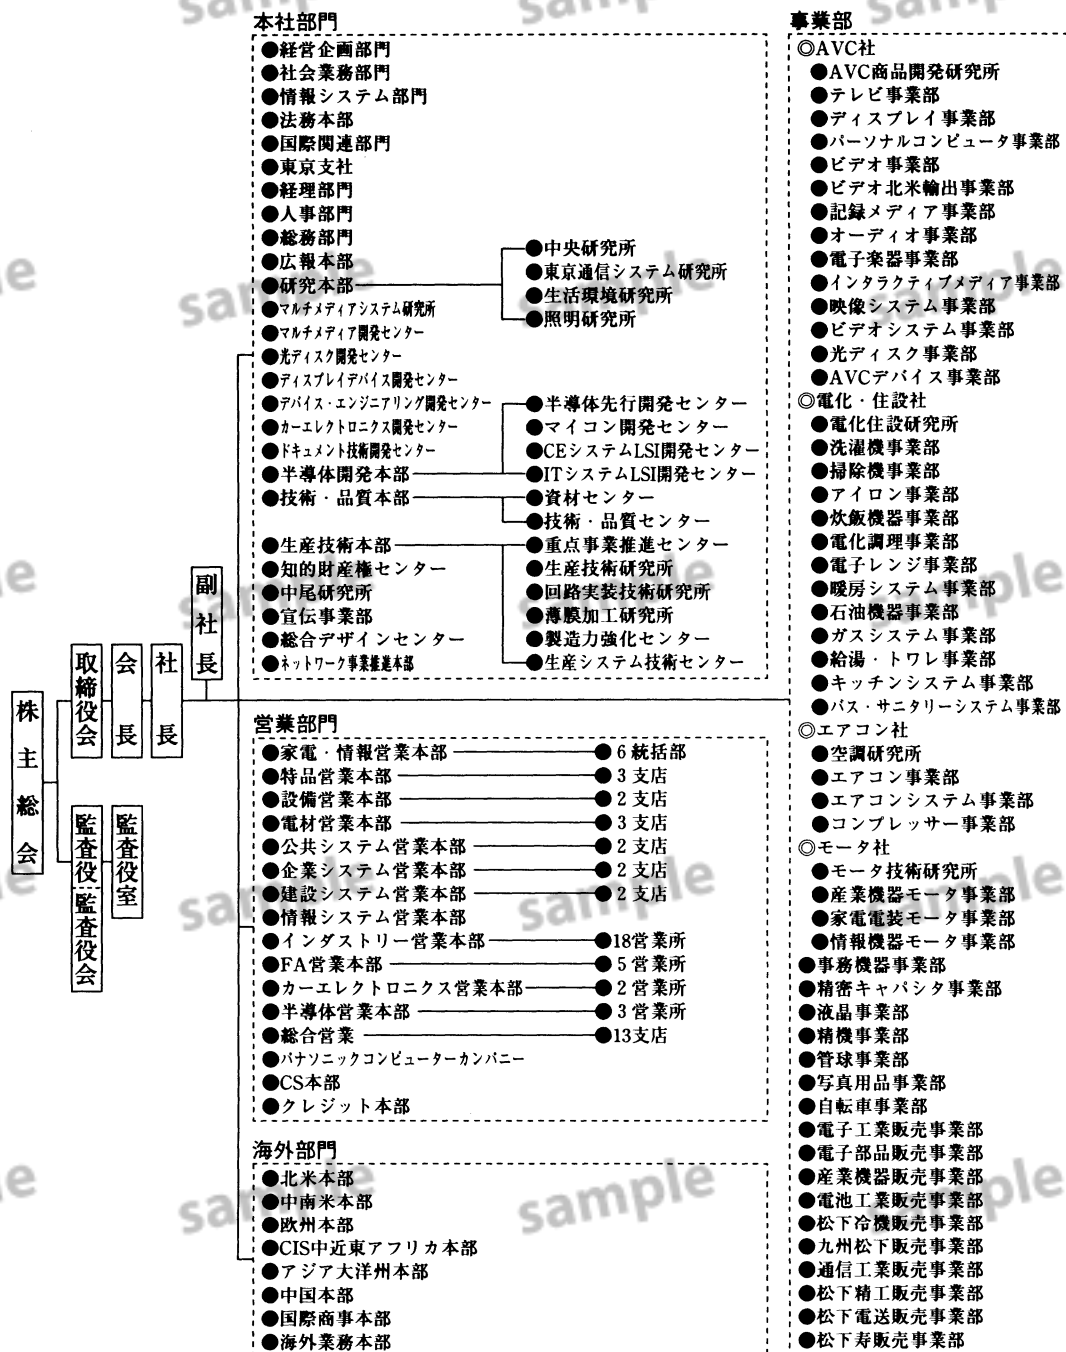 本社部門
●経営企画部門
●社会業務部門
●情報システム部門
●法務本部
●国際関連部門
●東京支社
●経理部門
●人事部門
●総務部門
●広報本部
●研究本部
●中央研究所
●東京通信システム研究所
●生活環境研究所
●照明研究所
●マルチメディアシステム研究所
●マルチメディア開発センター
●光ディスク開発センター
●ディスプレイデバイス開発センター
●デバイス・エンジニアリング開発センター
●カーエレクトロニクス開発センター
●ドキュメント技術開発センター
●半導体開発本部
●半導体先行開発センター
●マイコン開発センター
●CEシステムLSI開発センター
●ITシステムLSI開発センター
●技術・品質本部
●資材センター
●技術・品質センター
●生産技術本部
●重点事業推進センター
●生産技術研究所
●回路実装技術研究所
●薄膜加工研究所
●製造力強化センター
●生産システム技術センター
●知的財産権センター
●中尾研究所
●宣伝事業部
●総合デザインセンター
●ネットワーク事業推進本部
株主総会
取締役会
会長
社長
副社長
監査役
監査役会
監査役室
営業部門
●家電・情報営業本部 ●6統括部
●特品営業本部 ●3支店
●設備営業本部 ●2支店
●電材営業本部 ●3支店
●公共システム営業本部 ●2支店
●企業システム営業本部 ●2支店
●建設システム営業本部 ●2支店
●情報システム営業本部
●インダストリー営業本部 ●18営業所
●FA営業本部 ●5営業所
●カーエレクトロニクス営業本部 ●2営業所
●半導体営業本部 ●3営業所
●総合営業 ●13支店
●パナソニックコンピューターカンパニー
●CS本部
●クレジット本部
海外部門
●北米本部
●中南米本部
●欧州本部
●CIS中近東アフリカ本部
●アジア大洋州本部
●中国本部
●国際商事本部
●海外業務本部
事業部
◎AVC社
●AVC商品開発研究所
●テレビ事業部
●ディスプレイ事業部
●パーソナルコンピュータ事業部
●ビデオ事業部
●ビデオ北米輸出事業部
●記録メディア事業部
●オーディオ事業部
●電子楽器事業部
●インタラクティブメディア事業部
●映像システム事業部
●ビデオシステム事業部
●光ディスク事業部
●AVCデバイス事業部
◎電化・住設社
●電化住設研究所
●洗濯機事業部
●掃除機事業部
●アイロン事業部
●炊飯機器事業部
●電化調理事業部
●電子レンジ事業部
●暖房システム事業部
●石油機器事業部
●ガスシステム事業部
●給湯・トワレ事業部
●キッチンシステム事業部
●バス・サニタリーシステム事業部
◎エアコン社
●空調研究所
●エアコン事業部
●エアコンシステム事業部
●コンプレッサー事業部
◎モータ社
●モータ技術研究所
●産業機器モータ事業部
●家電電装モータ事業部
●情報機器モータ事業部
●事務機器事業部
●精密キャパシタ事業部
●液晶事業部
●精機事業部
●管球事業部
●写真用品事業部
●自転車事業部
●電子工業販売事業部
●電子部品販売事業部
●産業機器販売事業部
●電池工業販売事業部
●松下冷機販売事業部
●九州松下販売事業部
●通信工業販売事業部
●松下精工販売事業部
●松下電送販売事業部
●松下寿販売事業部
sample